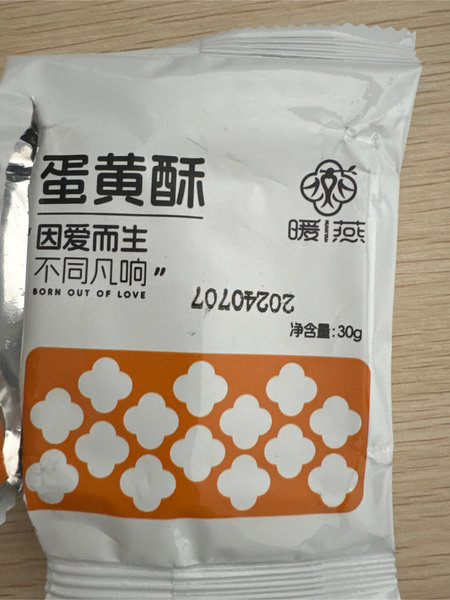 蛋黄酥
"因爱而生
不同凡响"
BORN OUT OF LOVE
暖燕
20240707
净含量:30g